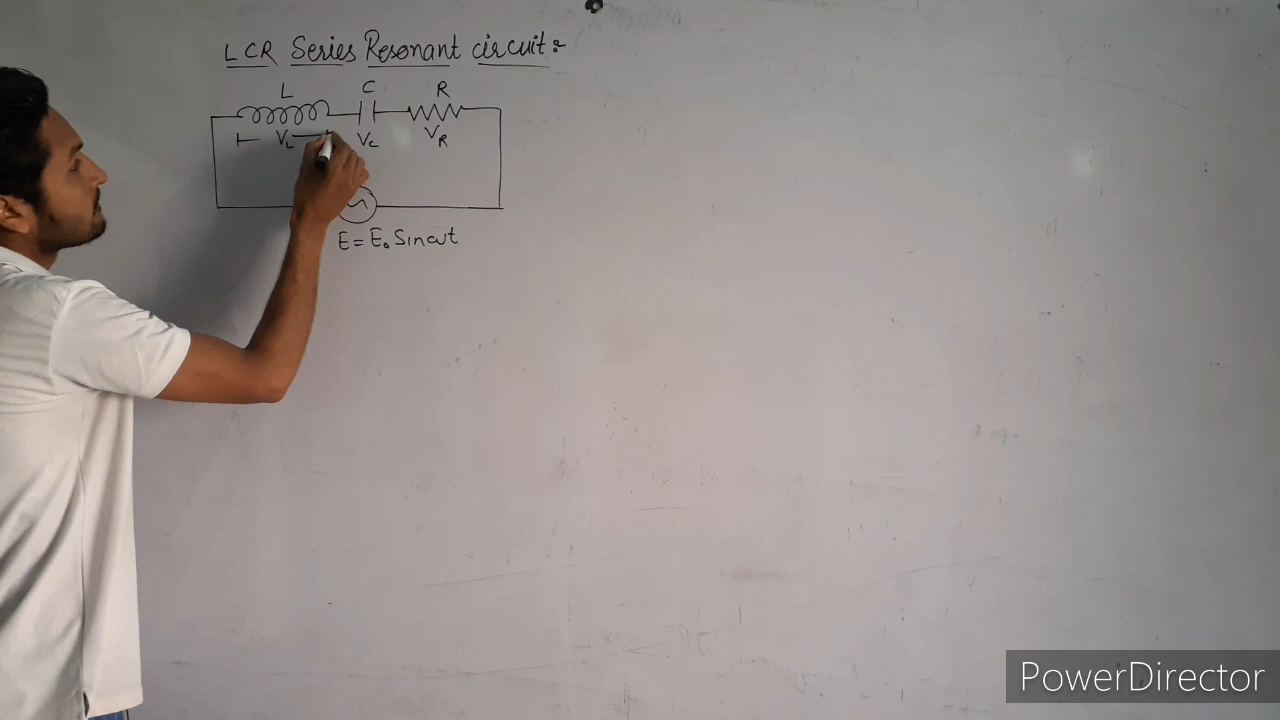 LCR Series Resonant circuit:
L C R
VL VC VR
E = E₀ Sinωt
PowerDirector